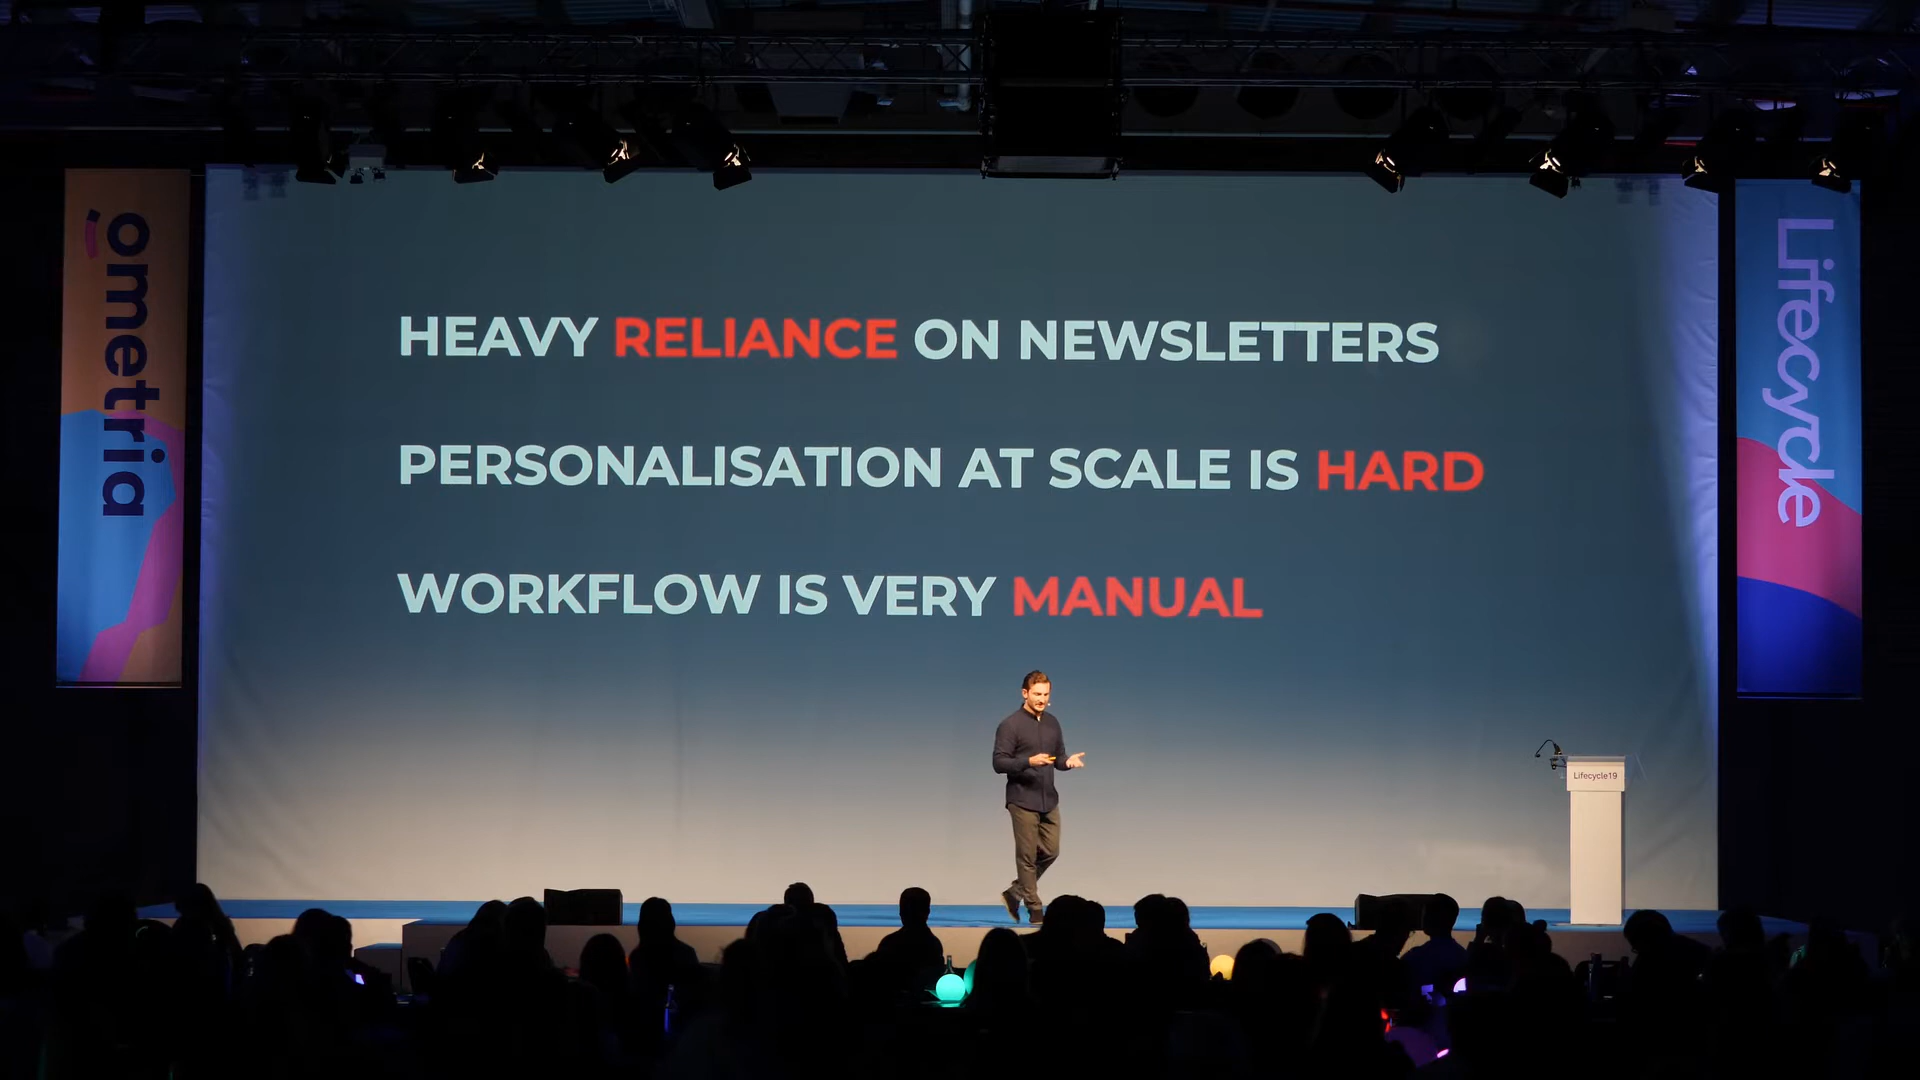 ometria
HEAVY RELIANCE ON NEWSLETTERS
PERSONALISATION AT SCALE IS HARD
WORKFLOW IS VERY MANUAL
Lifecycle
Lifecycle19